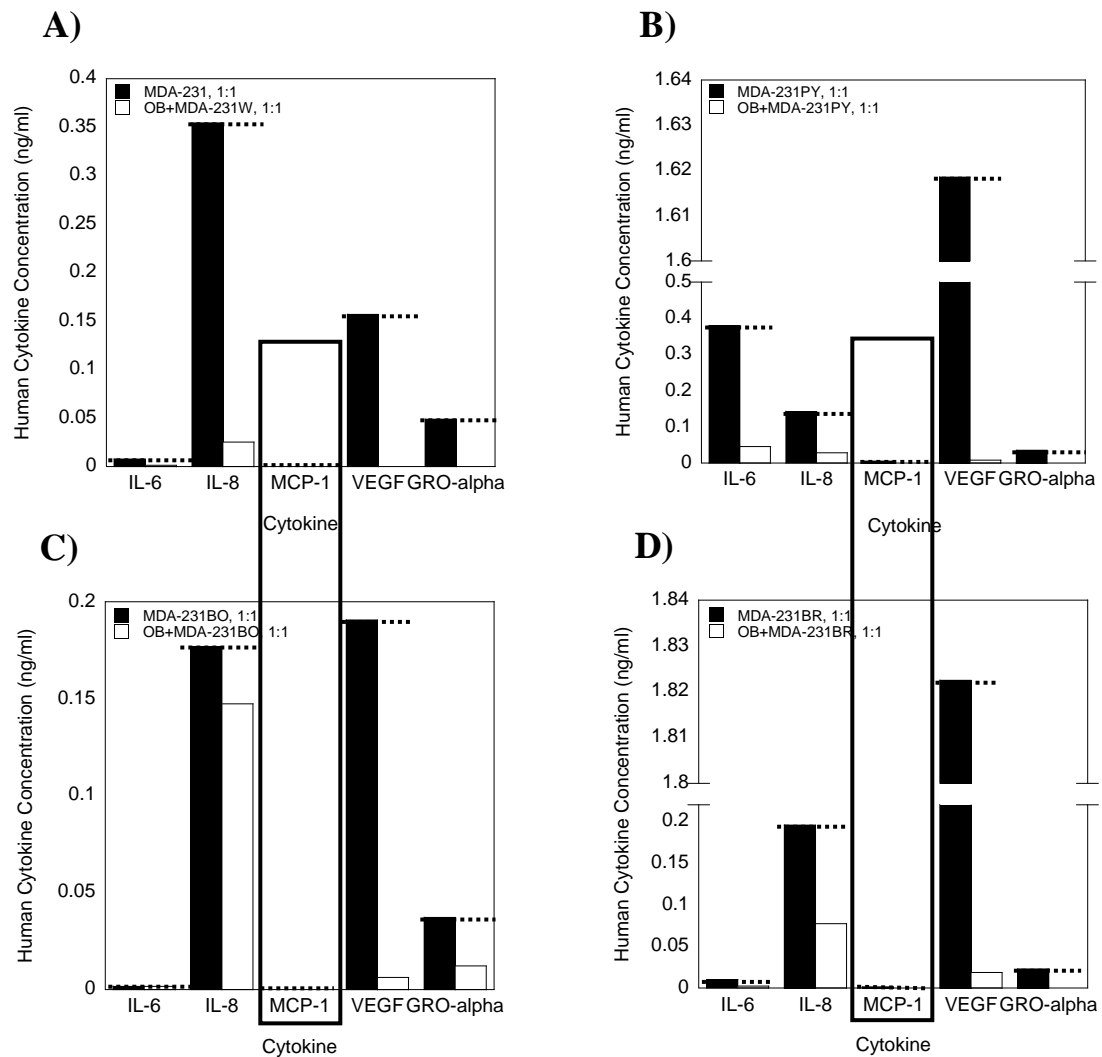 A)
Human Cytokine Concentration (ng/ml)
0.4
0.35
0.3
0.25
0.2
0.15
0.1
0.05
0
MDA-231, 1:1
OB+MDA-231W, 1:1
IL-6 IL-8 MCP-1 VEGF GRO-alpha
Cytokine
B)
Human Cytokine Concentration (ng/ml)
1.64
1.63
1.62
1.61
1.6
0.5
0.4
0.3
0.2
0.1
0
MDA-231PY, 1:1
OB+MDA-231PY, 1:1
IL-6 IL-8 MCP-1 VEGF GRO-alpha
Cytokine
C)
Human Cytokine Concentration (ng/ml)
0.2
0.15
0.1
0.05
0
MDA-231BO, 1:1
OB+MDA-231BO, 1:1
IL-6 IL-8 MCP-1 VEGF GRO-alpha
Cytokine
D)
Human Cytokine Concentration (ng/ml)
1.84
1.83
1.82
1.81
1.8
0.2
0.15
0.1
0.05
0
MDA-231BR, 1:1
OB+MDA-231BR, 1:1
IL-6 IL-8 MCP-1 VEGF GRO-alpha
Cytokine